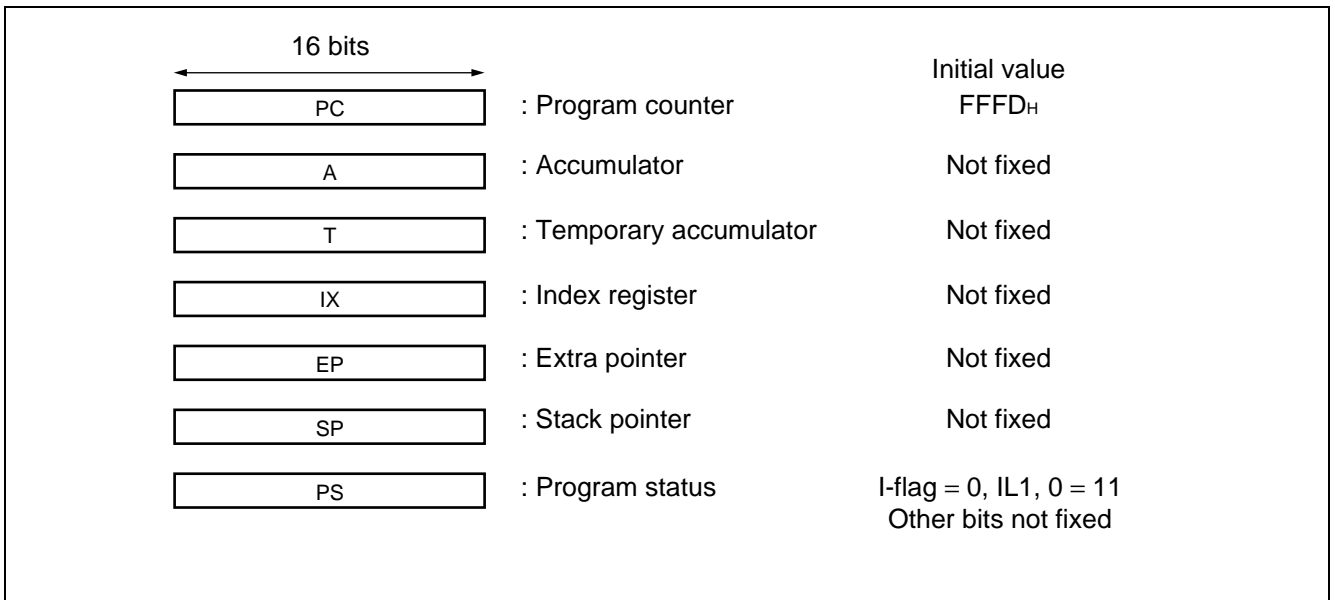 16 bits
Initial value
PC : Program counter FFFDH
A : Accumulator Not fixed
T : Temporary accumulator Not fixed
IX : Index register Not fixed
EP : Extra pointer Not fixed
SP : Stack pointer Not fixed
PS : Program status I-flag = 0, IL1, 0 = 11
Other bits not fixed